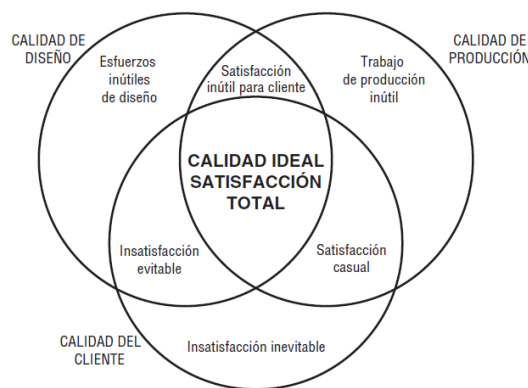 CALIDAD DE
DISEÑO
CALIDAD DE
PRODUCCIÓN
Esfuerzos
inútiles
de diseño
Satisfacción
inútil para cliente
Trabajo
de producción
inútil
CALIDAD IDEAL
SATISFACCIÓN
TOTAL
Insatisfacción
evitable
Satisfacción
casual
CALIDAD DEL
CLIENTE
Insatisfacción inevitable